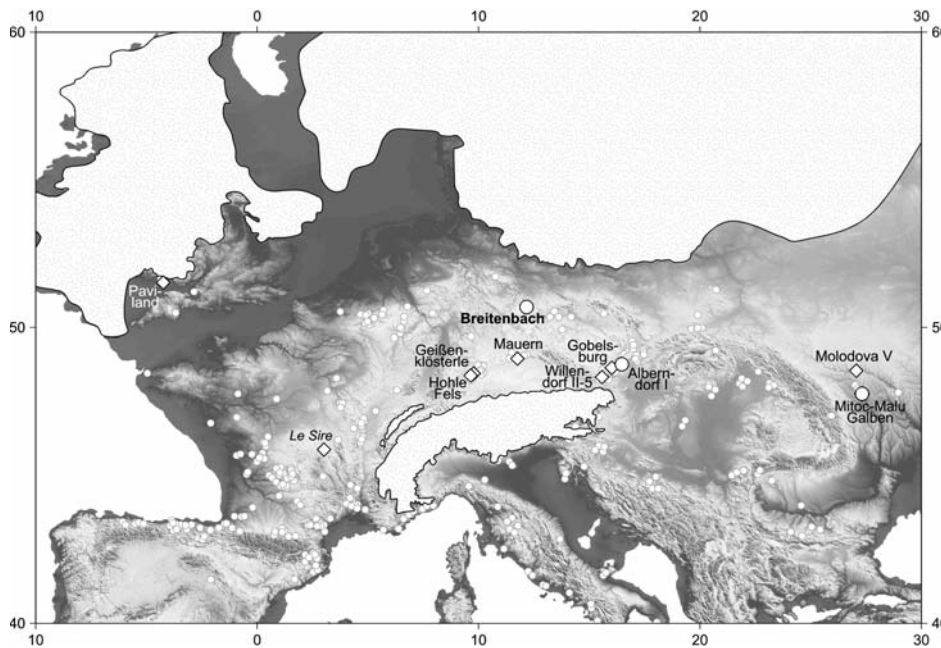 10 0 10 20 30
60 60
Pavi-
land
50 50
Breitenbach
Geißen-
klösterle
Mauern
Gobels-
burg
Molodova V
Hohle
Fels
Willen-
dorf II-5
Albern-
dorf I
Mitoc-Malu
Galben
Le Sire
40 40
10 0 10 20 30